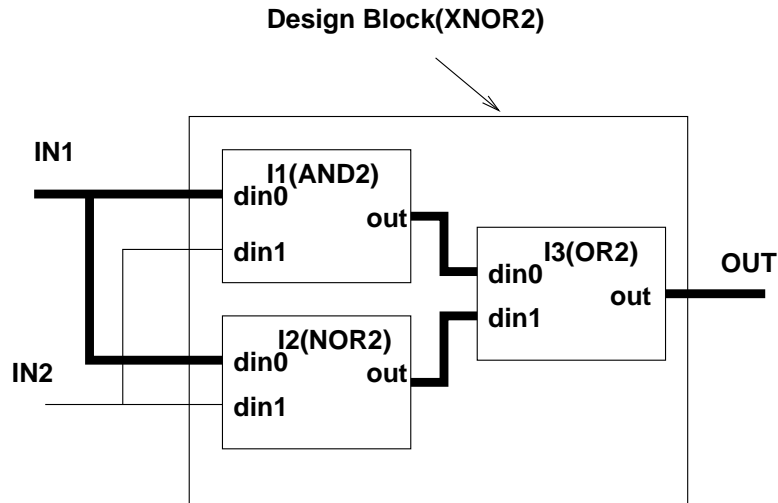 Design Block(XNOR2)
IN1
I1(AND2)
din0
out
din1
I3(OR2)
din0
OUT
out
din1
I2(NOR2)
din0
out
IN2
din1